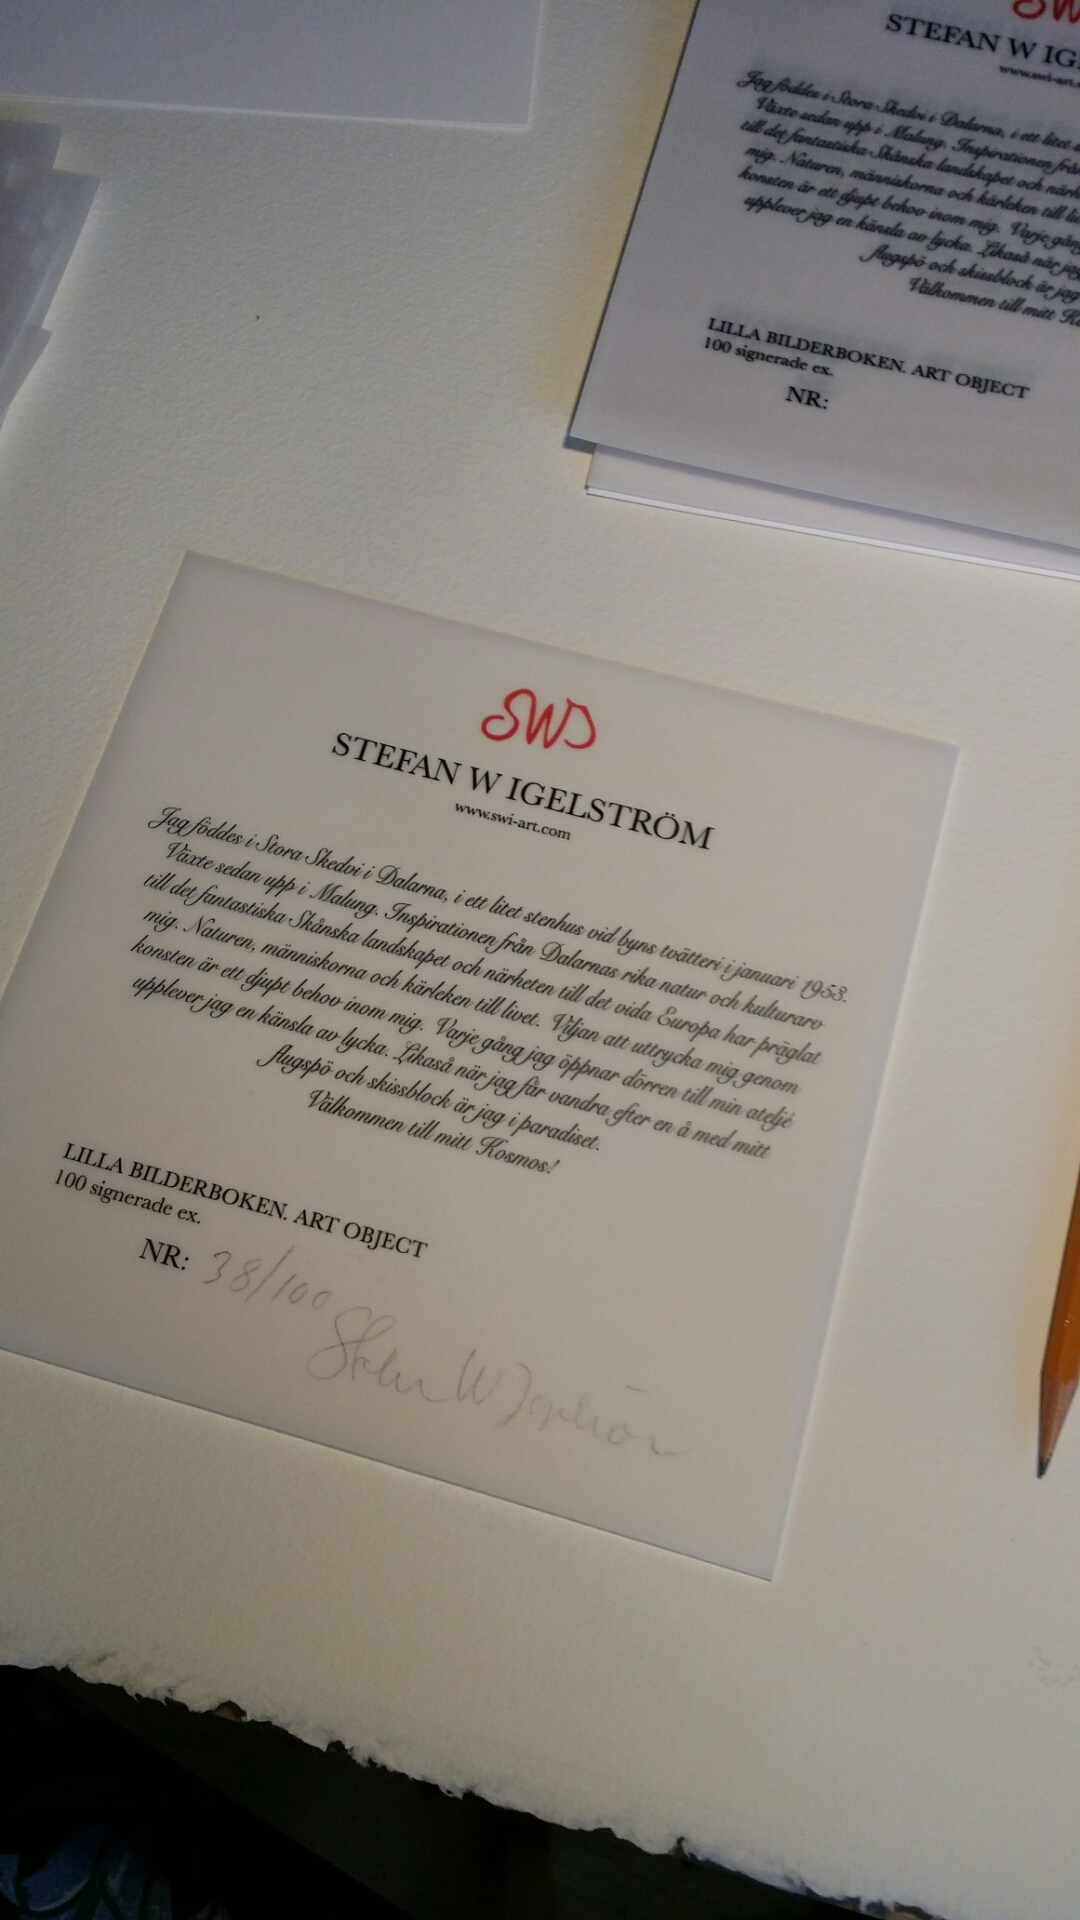 SW
STEFAN W IG
www.swi-art.
Jag föddes i Stora Skedvi i Dalarna, i ett litet
Växte sedan upp i Malung. Inspirationen från
till det fantastiska Skånska landskapet och närh
mig. Naturen, människorna och kärleken till li
konsten är ett djupt behov inom mig. Varje gång
upplever jag en känsla av lycka. Likaså när jag
flugspö och skissblock är jag
Välkommen till mitt K
LILLA BILDERBOKEN. ART OBJECT
100 signerade ex.
NR:
SWI
STEFAN W IGELSTRÖM
www.swi-art.com
Jag föddes i Stora Skedvi i Dalarna, i ett litet stenhus vid byns tvätteri i januari 1953.
Växte sedan upp i Malung. Inspirationen från Dalarnas rika natur och kulturarv
till det fantastiska Skånska landskapet och närheten till det vida Europa har präglat
mig. Naturen, människorna och kärleken till livet. Viljan att uttrycka mig genom
konsten är ett djupt behov inom mig. Varje gång jag öppnar dörren till min ateljé
upplever jag en känsla av lycka. Likaså när jag får vandra efter en å med mitt
flugspö och skissblock är jag i paradiset.
Välkommen till mitt Kosmos!
LILLA BILDERBOKEN. ART OBJECT
100 signerade ex.
NR: 38/100
Stefan W Igelström